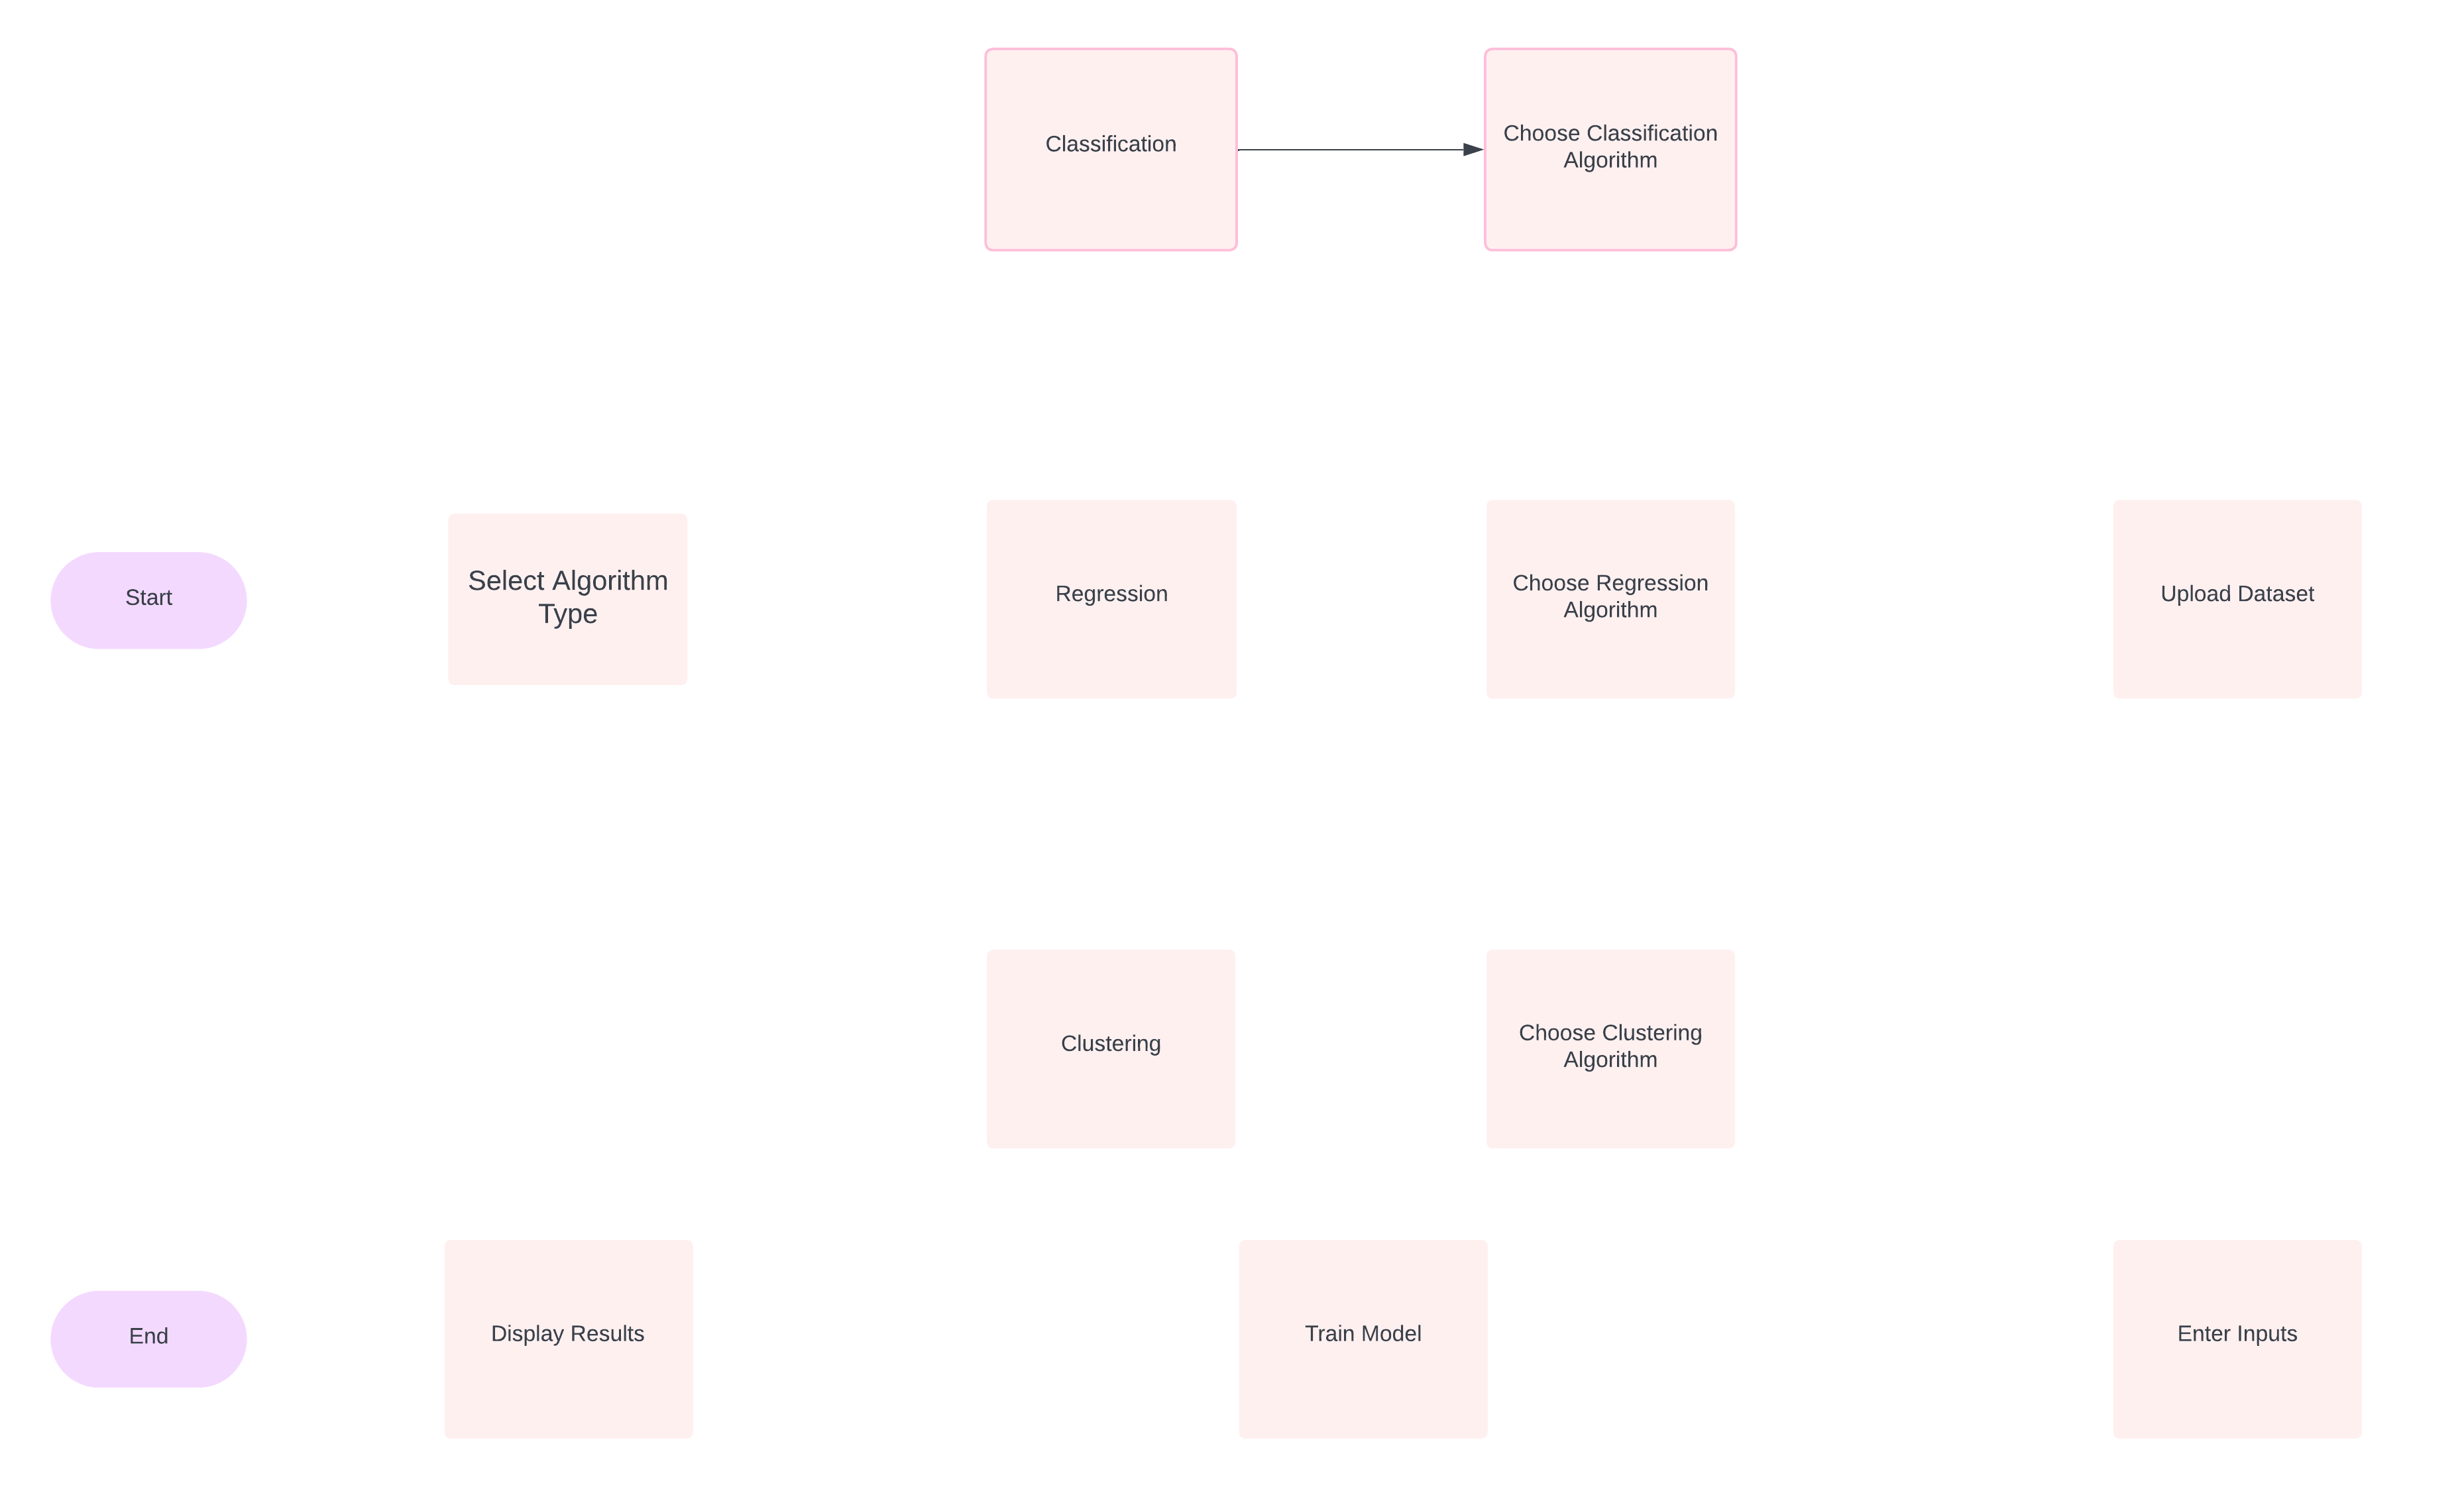 Classification
Choose Classification
Algorithm
Start
Select Algorithm
Type
Regression
Choose Regression
Algorithm
Upload Dataset
Clustering
Choose Clustering
Algorithm
End
Display Results
Train Model
Enter Inputs